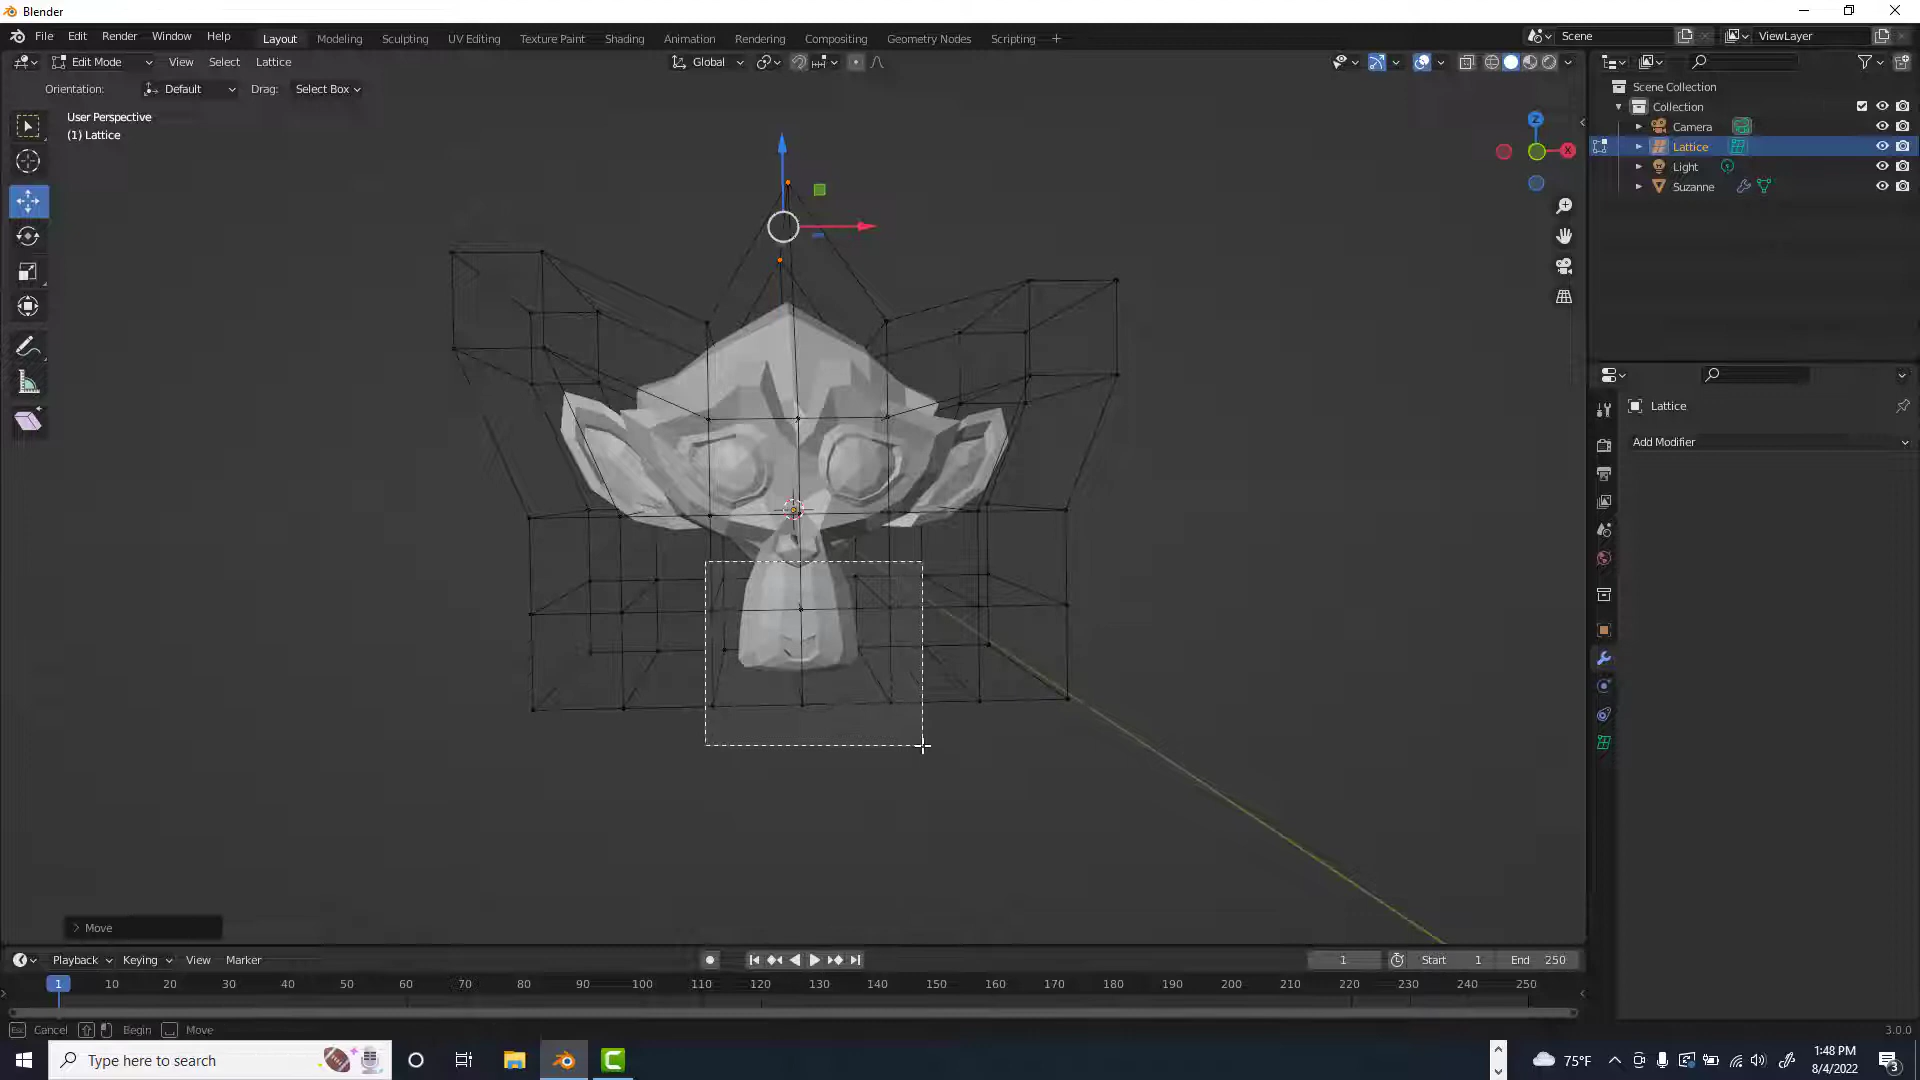 Blender
File Edit Render Window Help
Layout Modeling Sculpting UV Editing Texture Paint Shading Animation Rendering Compositing Geometry Nodes Scripting +
Scene
ViewLayer
Edit Mode View Select Lattice
Global
Orientation: Default Drag: Select Box
User Perspective
(1) Lattice
Z
X
Scene Collection
Collection
Camera
Lattice
Light
Suzanne
Lattice
Add Modifier
Move
Playback Keying View Marker
1 Start 1 End 250
1 10 20 30 40 50 60 70 80 90 100 110 120 130 140 150 160 170 180 190 200 210 220 230 240 250
Esc Cancel Begin Move
3.0.0
Type here to search
75°F
1:48 PM
8/4/2022
3